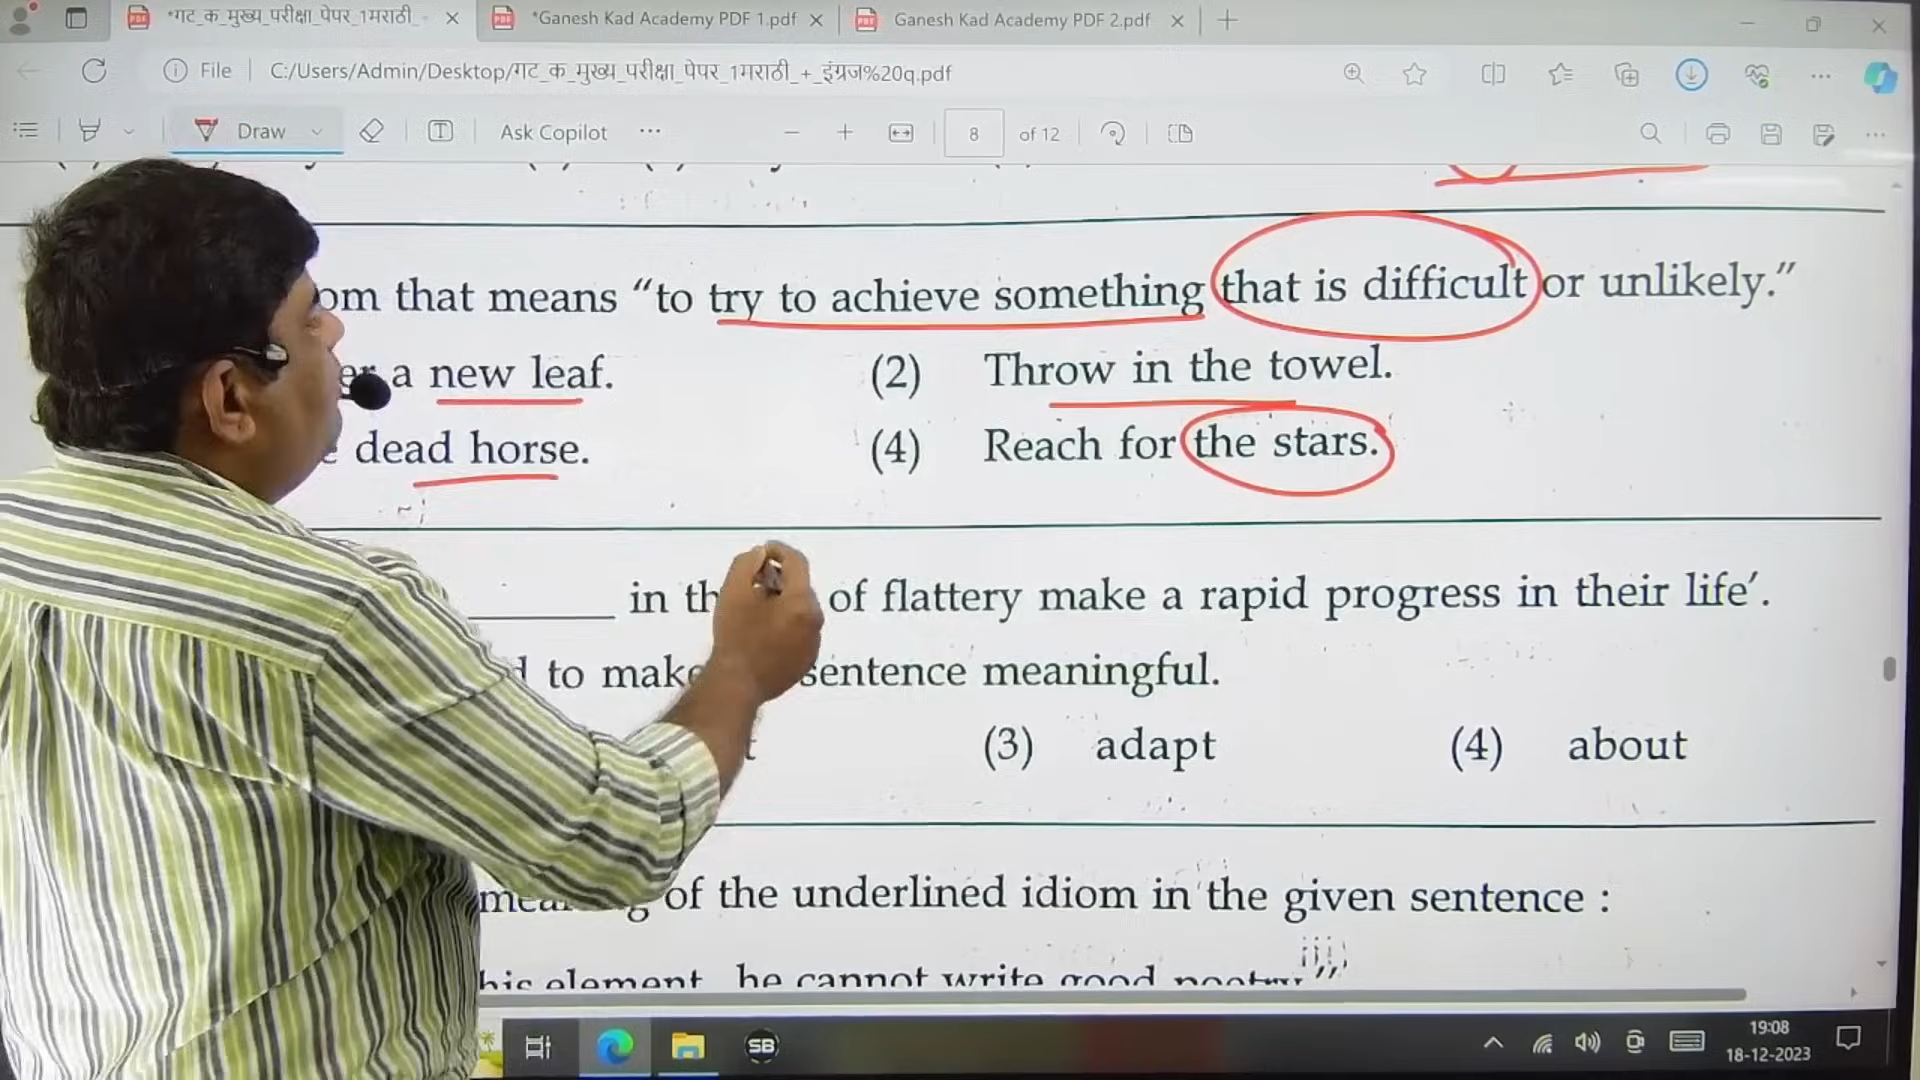 *गट_क_मुख्य_परीक्षा_पेपर_1मराठी_
*Ganesh Kad Academy PDF 1.pdf
Ganesh Kad Academy PDF 2.pdf
File
C:/Users/Admin/Desktop/गट_क_मुख्य_परीक्षा_पेपर_1मराठी_+_इंग्रज%20q.pdf
Draw
Ask Copilot
8 of 12
that means “to try to achieve something that is difficult or unlikely.”
a new leaf. (2) Throw in the towel.
dead horse. (4) Reach for the stars.
in of flattery make a rapid progress in their life’.
to sentence meaningful.
(3) adapt (4) about
of the underlined idiom in the given sentence :
his element, he cannot write good poetry.”
SB
19:08
18-12-2023